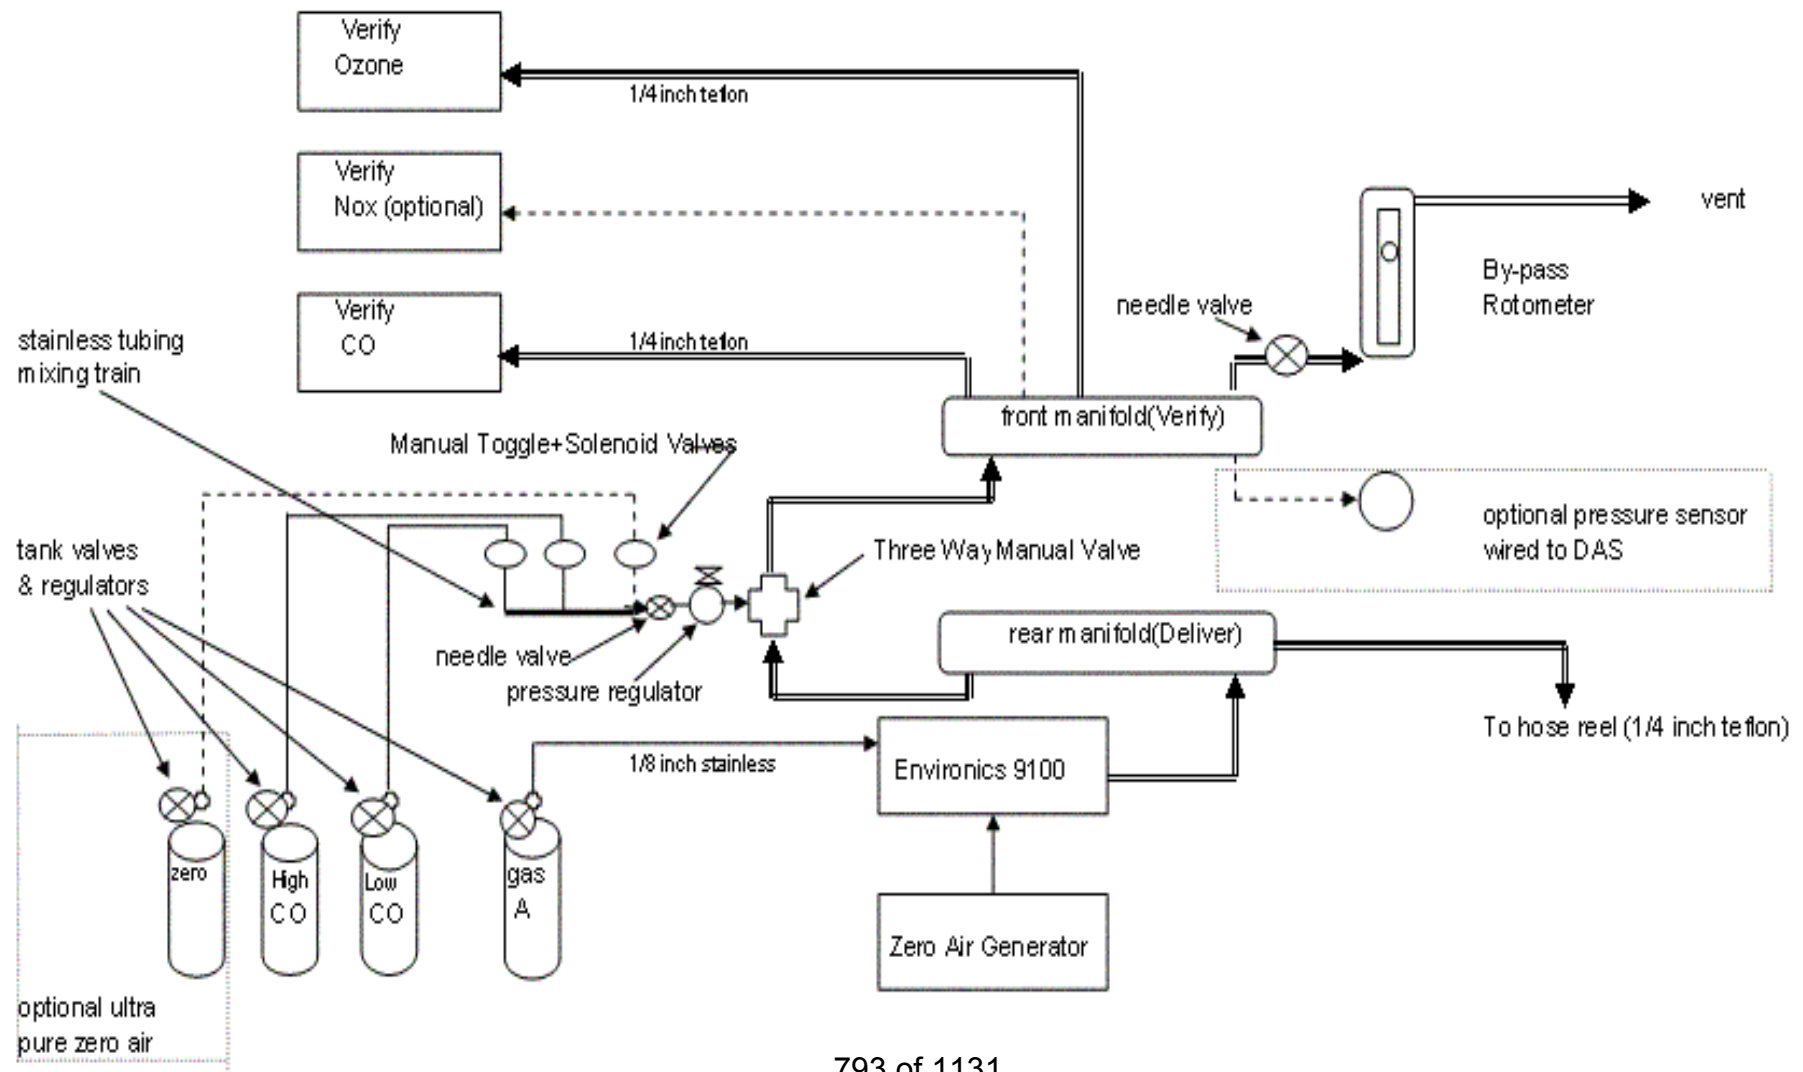 Verify
Ozone
1/4 inch teflon
Verify
Nox (optional)
vent
By-pass
Rotometer
needle valve
Verify
CO
1/4 inch teflon
stainless tubing
mixing train
front manifold(Verify)
Manual Toggle+Solenoid Valves
optional pressure sensor
wired to DAS
tank valves
& regulators
Three Way Manual Valve
rear manifold(Deliver)
needle valve
pressure regulator
To hose reel (1/4 inch teflon)
1/8 inch stainless
Environics 9100
zero
High
CO
Low
CO
gas
A
Zero Air Generator
optional ultra
pure zero air
793 of 1131